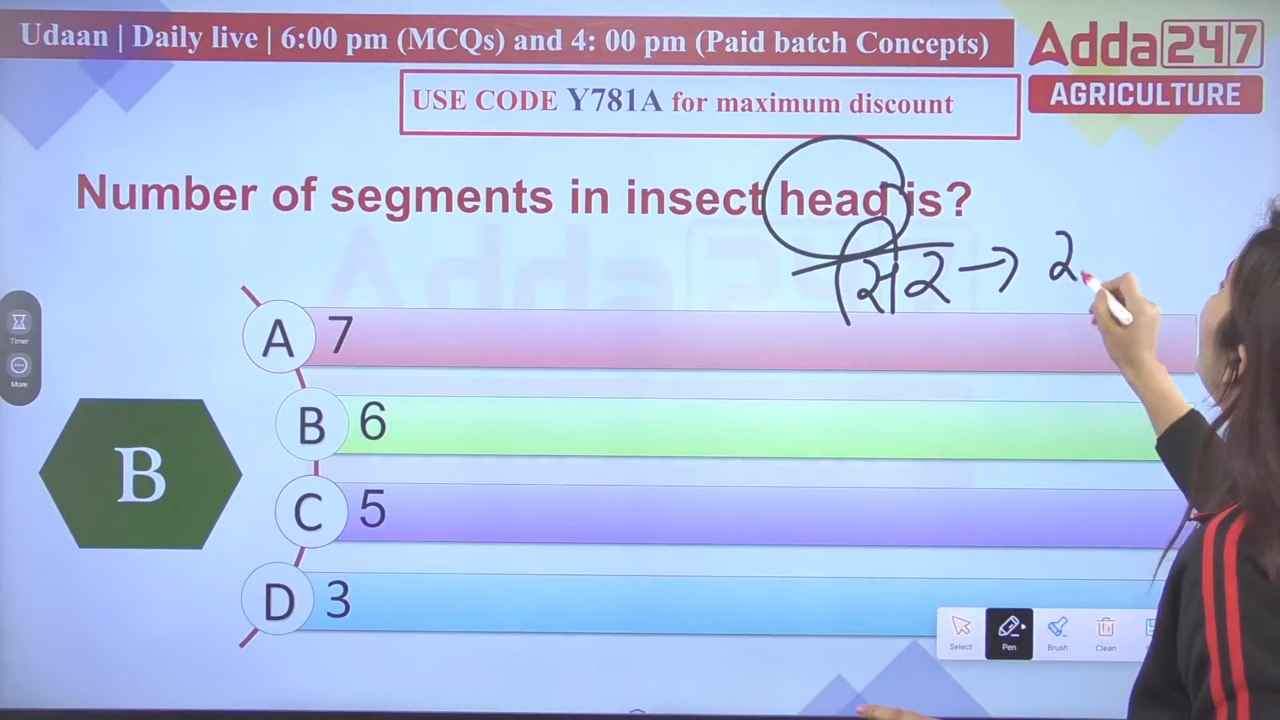 Udaan | Daily live | 6:00 pm (MCQs) and 4: 00 pm (Paid batch Concepts)
Adda247
AGRICULTURE
USE CODE Y781A for maximum discount
Number of segments in insect head is?
सिर → 2
A 7
B 6
C 5
D 3
B
Timer
More
Select
Pen
Brush
Clean